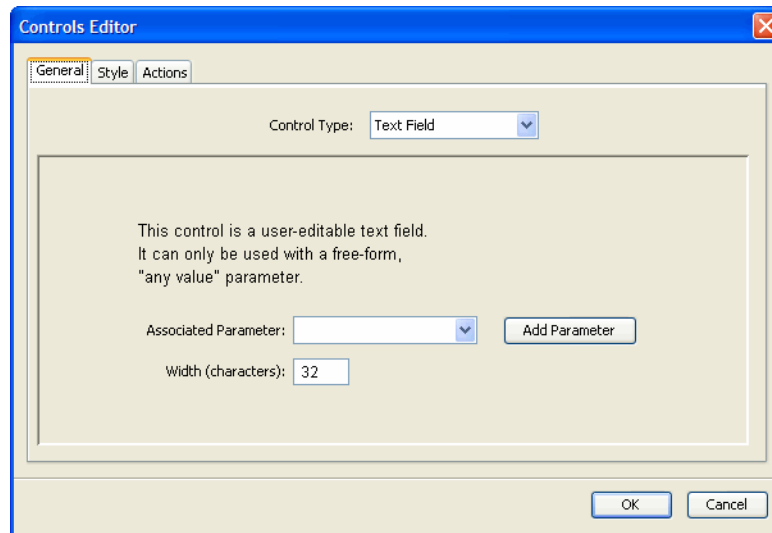 Controls Editor
General Style Actions
Control Type: Text Field
This control is a user-editable text field.
It can only be used with a free-form,
"any value" parameter.
Associated Parameter: Add Parameter
Width (characters): 32
OK Cancel